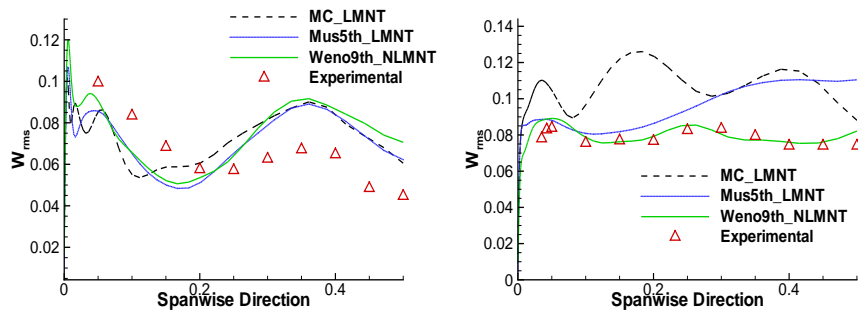 MC_LMNT
Mus5th_LMNT
Weno9th_NLMNT
Experimental
0.12
0.1
0.08
0.06
0.04
0.02
W rms
0
0.2
0.4
Spanwise Direction
0.14
0.12
0.1
0.08
0.06
0.04
0.02
0
W rms
MC_LMNT
Mus5th_LMNT
Weno9th_NLMNT
Experimental
0
0.2
0.4
Spanwise Direction